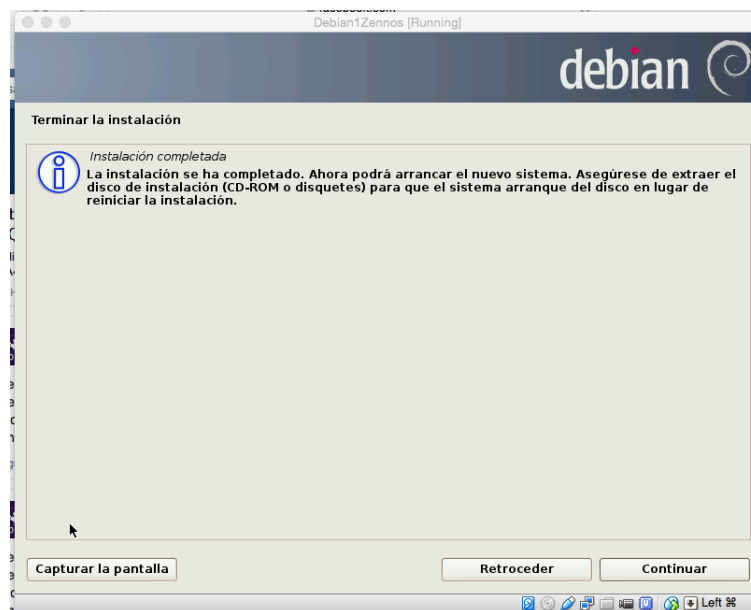 facebook.com
Debian1Zennos [Running]
debian
Terminar la instalación
Instalación completada
La instalación se ha completado. Ahora podrá arrancar el nuevo sistema. Asegúrese de extraer el
disco de instalación (CD-ROM o disquetes) para que el sistema arranque del disco en lugar de
reiniciar la instalación.
Capturar la pantalla
Retroceder
Continuar
Left ⌘